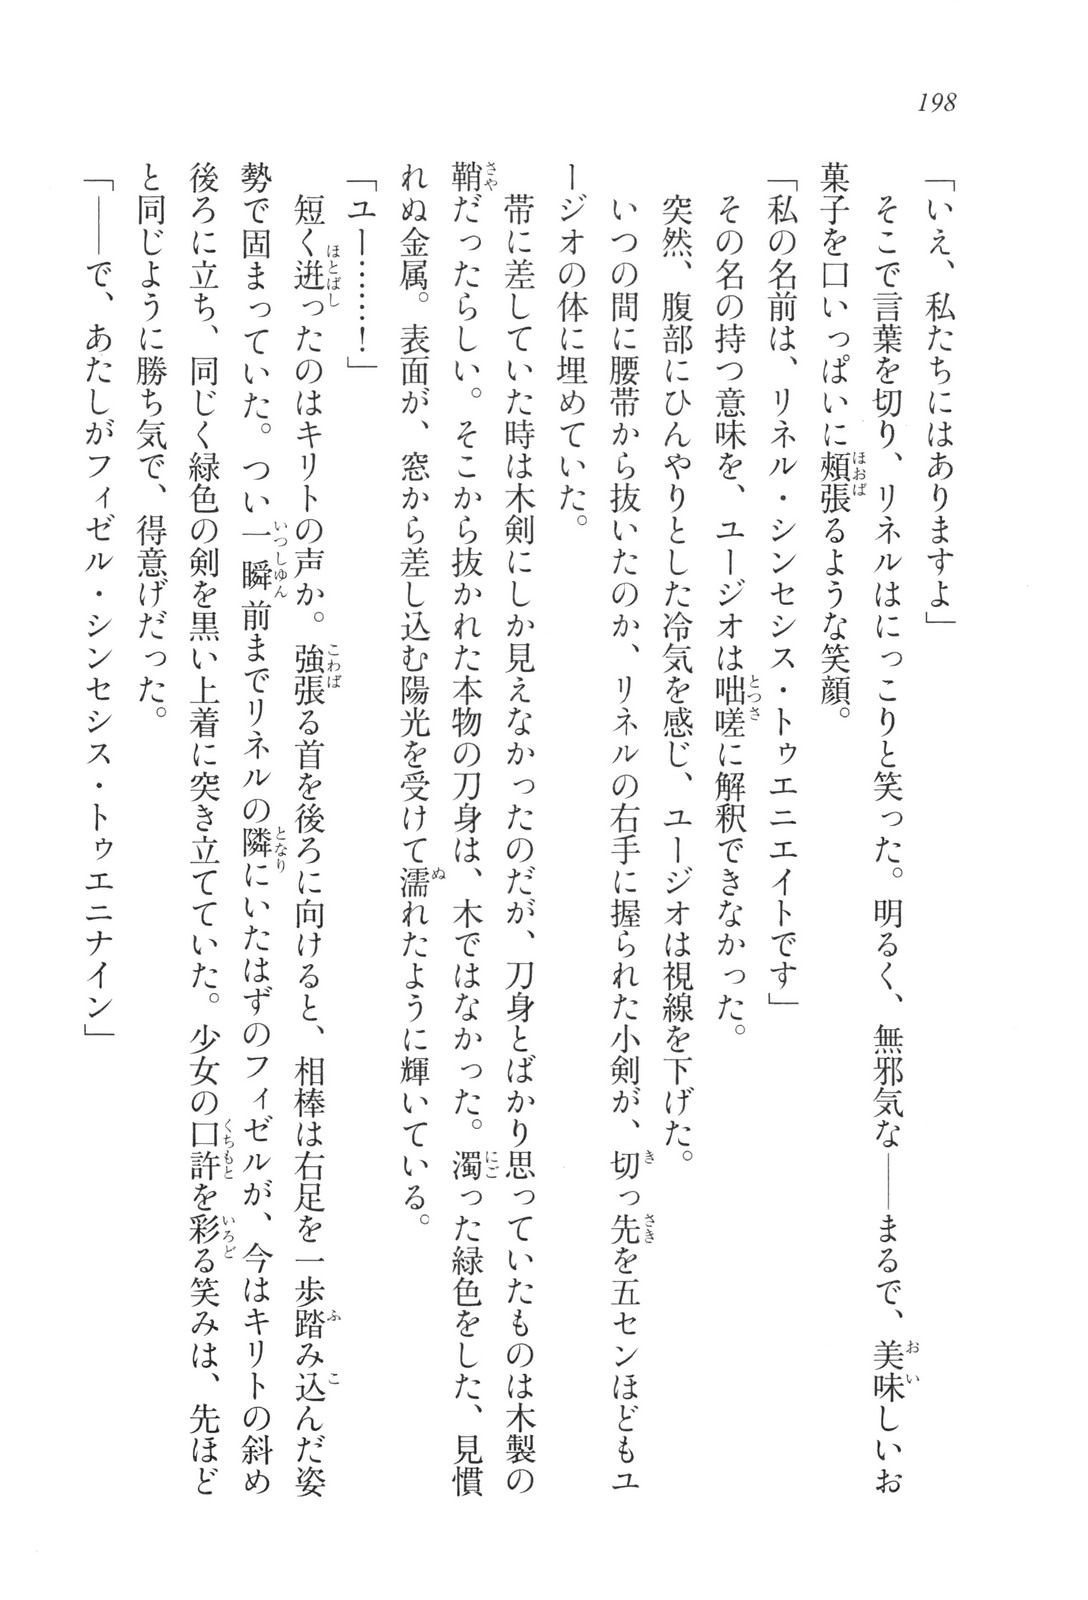 198
「いえ、私たちにはありますよ」
そこで言葉を切り、リネルはにっこりと笑った。明るく、無邪気な――まるで、美味しいお
菓子を口いっぱいに頰張るような笑顔。
「私の名前は、リネル・シンセシス・トゥエニエイトです」
その名の持つ意味を、ユージオは咄嗟に解釈できなかった。
突然、腹部にひんやりとした冷気を感じ、ユージオは視線を下げた。
いつの間に腰帯から抜いたのか、リネルの右手に握られた小剣が、切っ先を五センほどもユ
ージオの体に埋めていた。
帯に差していた時は木剣にしか見えなかったのだが、刀身とばかり思っていたものは木製の
鞘だったらしい。そこから抜かれた本物の刀身は、木ではなかった。濁った緑色をした、見慣
れぬ金属。表面が、窓から差し込む陽光を受けて濡れたように輝いている。
「ユー……！」
短く迸ったのはキリトの声か。強張る首を後ろに向けると、相棒は右足を一歩踏み込んだ姿
勢で固まっていた。つい一瞬前までリネルの隣にいたはずのフィゼルが、今はキリトの斜め
後ろに立ち、同じく緑色の剣を黒い上着に突き立てていた。少女の口許を彩る笑みは、先ほど
と同じように勝ち気で、得意げだった。
「――で、あたしがフィゼル・シンセシス・トゥエニナイン」